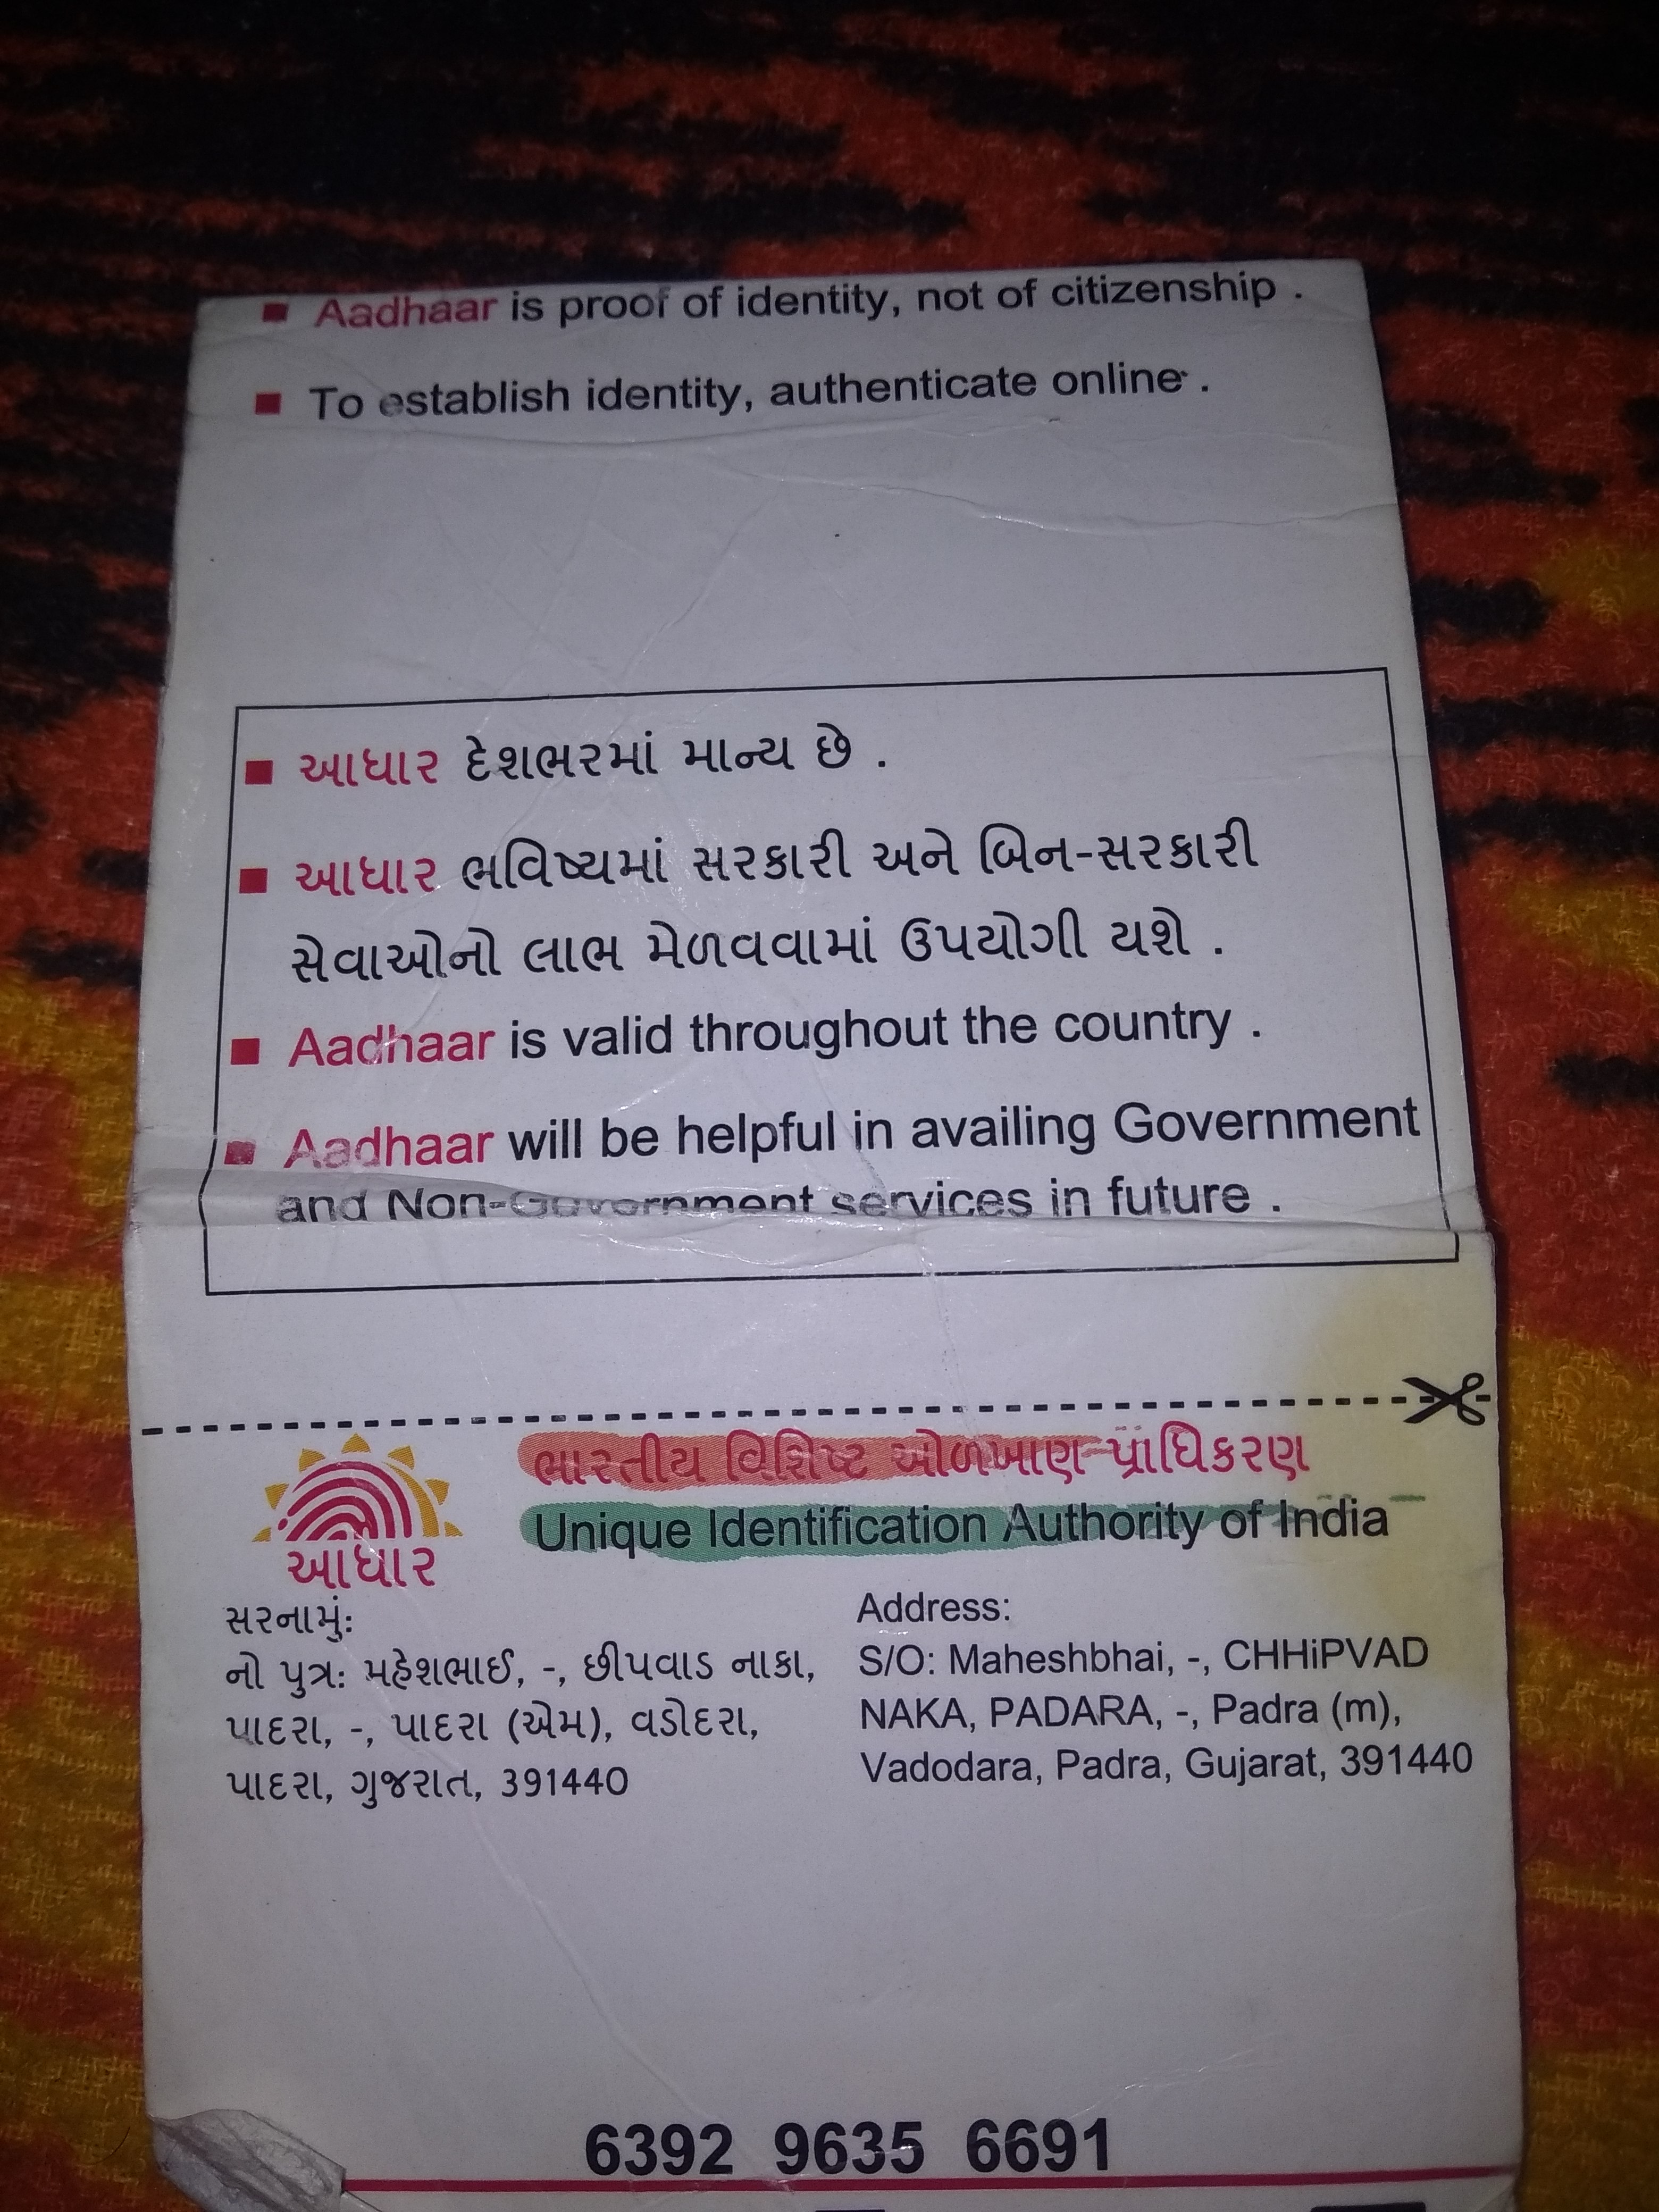 Aadhaar is proof of identity, not of citizenship .
To establish identity, authenticate online .
આધાર દેશભરમાં માન્ય છે .
આધાર ભવિષ્યમાં સરકારી અને બિન-સરકારી
સેવાઓનો લાભ મેળવવામાં ઉપયોગી યશે .
Aadhaar is valid throughout the country .
Aadhaar will be helpful in availing Government
and Non-Government services in future .
ભારતીય વિશિષ્ટ ઓળખાણ પ્રાધિકરણ
Unique Identification Authority of India
આધાર
સરનામું:
નો પુત્ર: મહેશભાઈ, -, છીપવાડ નાકા,
પાદરા, -, પાદરા (એમ), વડોદરા,
પાદરા, ગુજરાત, 391440
Address:
S/O: Maheshbhai, -, CHHiPVAD
NAKA, PADARA, -, Padra (m),
Vadodara, Padra, Gujarat, 391440
6392 9635 6691